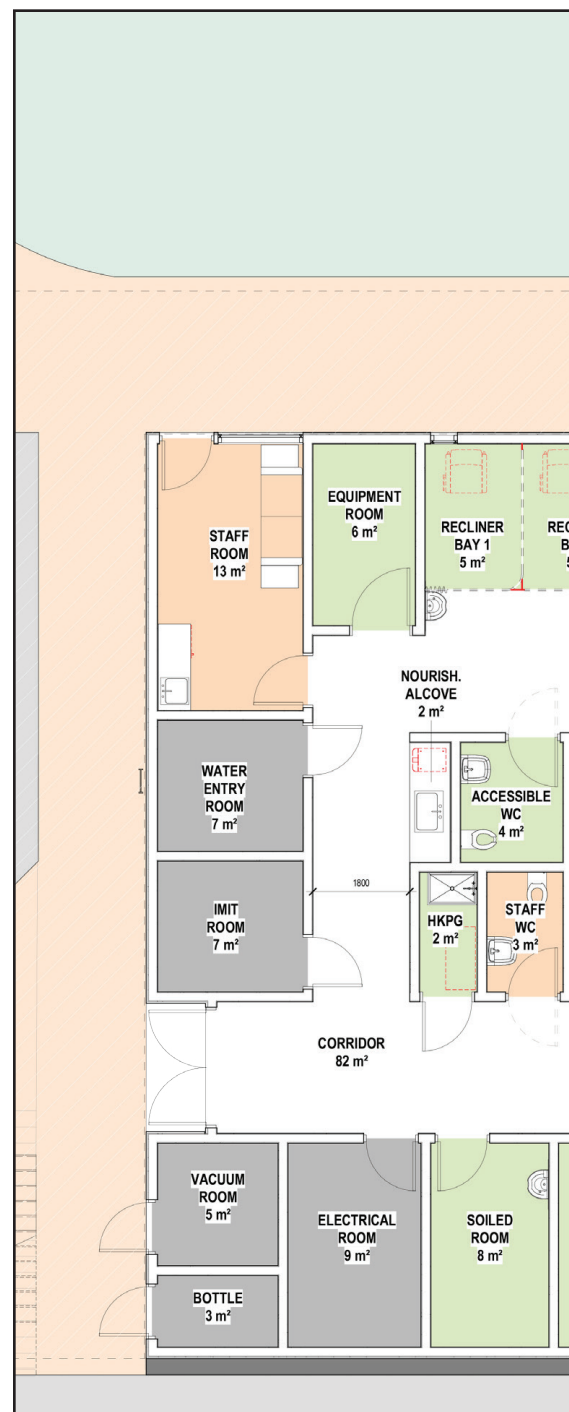 EQUIPMENT
ROOM
6 m²
RECLINER
BAY 1
5 m²
STAFF
ROOM
13 m²
NOURISH.
ALCOVE
2 m²
WATER
ENTRY
ROOM
7 m²
ACCESSIBLE
WC
4 m²
1800
IMIT
ROOM
7 m²
HKPG
2 m²
STAFF
WC
3 m²
CORRIDOR
82 m²
VACUUM
ROOM
5 m²
ELECTRICAL
ROOM
9 m²
SOILED
ROOM
8 m²
BOTTLE
3 m²